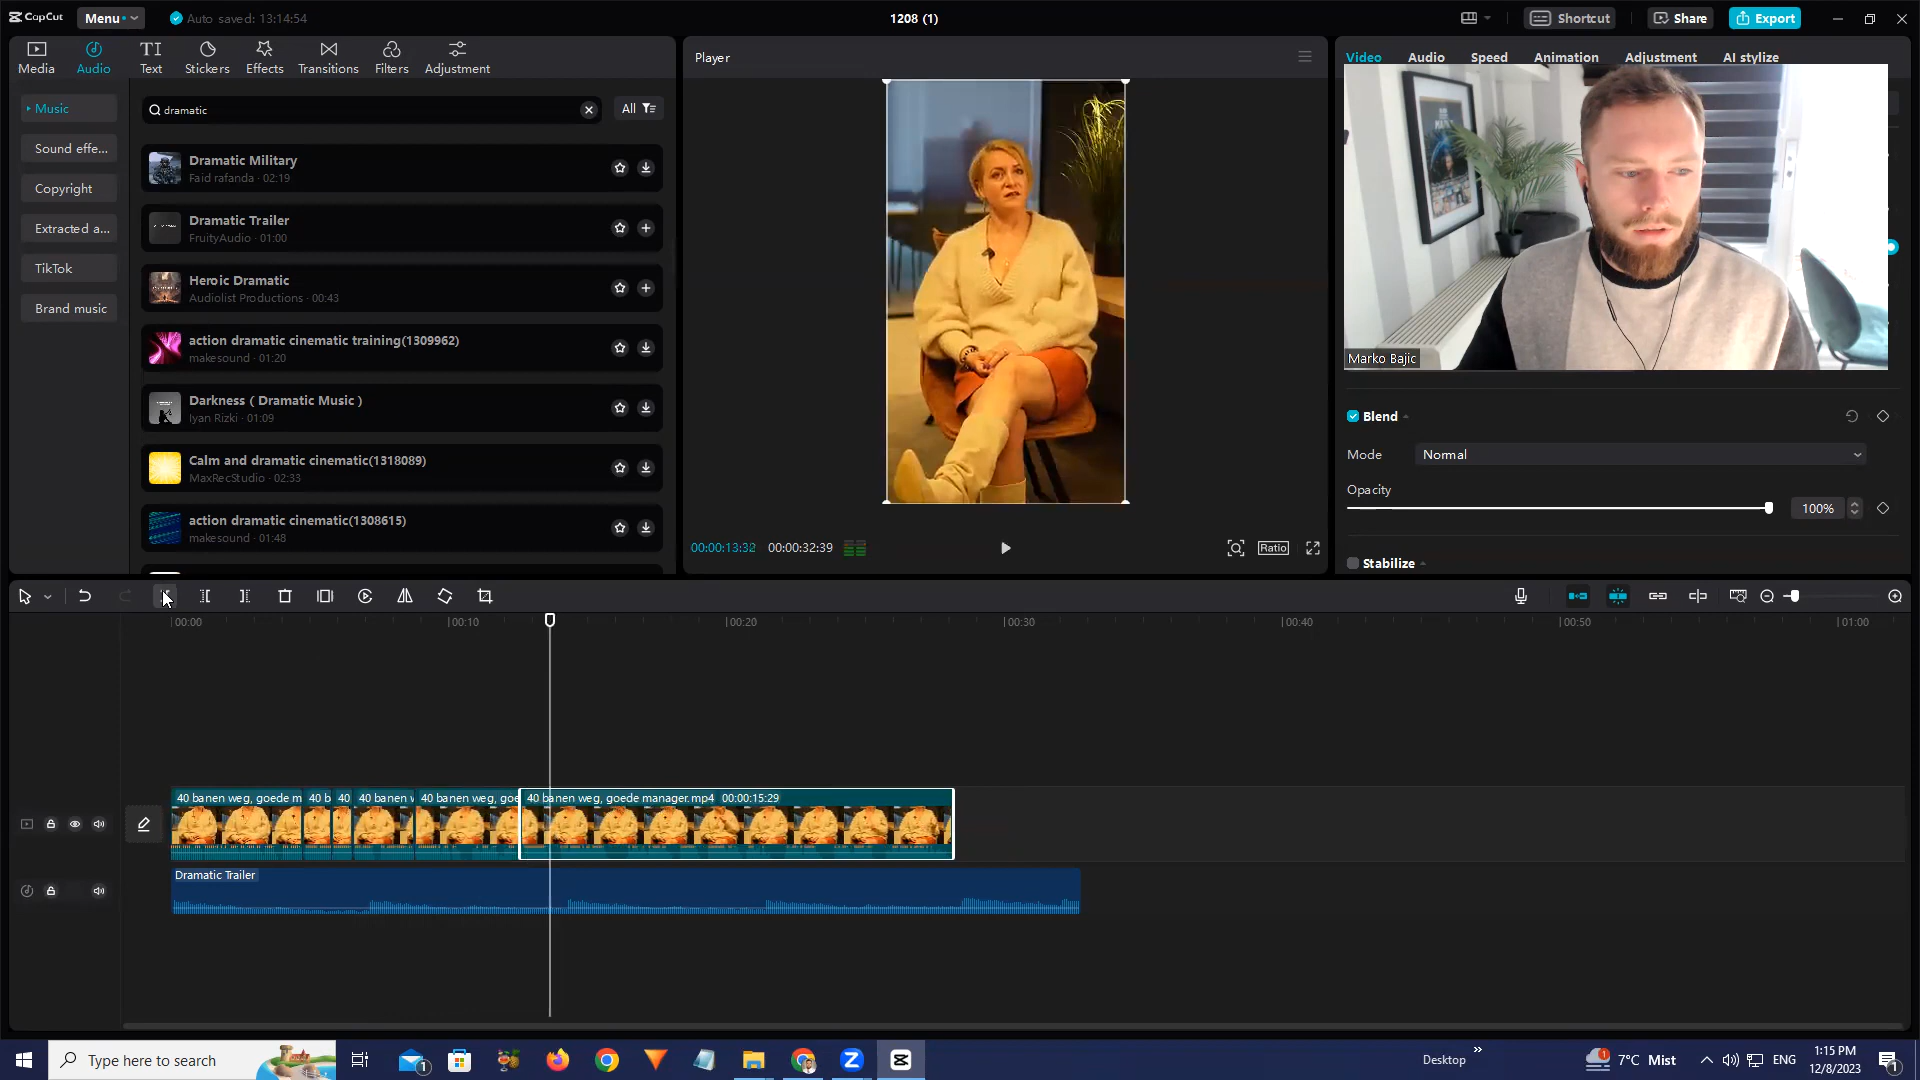 CapCut
Menu
Auto saved: 13:14:54
1208 (1)
Shortcut
Share
Export
Media
Audio
Text
Stickers
Effects
Transitions
Filters
Adjustment
Player
Video
Audio
Speed
Animation
Adjustment
AI stylize
Music
Sound effe...
Copyright
Extracted a...
TikTok
Brand music
dramatic
All
Dramatic Military
Faid rafanda · 02:19
Dramatic Trailer
FruityAudio · 01:00
Heroic Dramatic
Audiolist Productions · 00:43
action dramatic cinematic training(1309962)
makesound · 01:20
Darkness ( Dramatic Music )
Iyan Rizki · 01:09
Calm and dramatic cinematic(1318089)
MaxRecStudio · 02:33
action dramatic cinematic(1308615)
makesound · 01:48
00:00:13:32
00:00:32:39
Ratio
Marko Bajic
Blend
Mode
Normal
Opacity
100%
Stabilize
00:00
00:10
00:20
00:30
00:40
00:50
01:00
40 banen weg, goede m
40 b
40
40 banen v
40 banen weg, goe
40 banen weg, goede manager.mp4 00:00:15:29
Dramatic Trailer
Type here to search
1
Desktop
1
7°C Mist
ENG
1:15 PM
12/8/2023
1